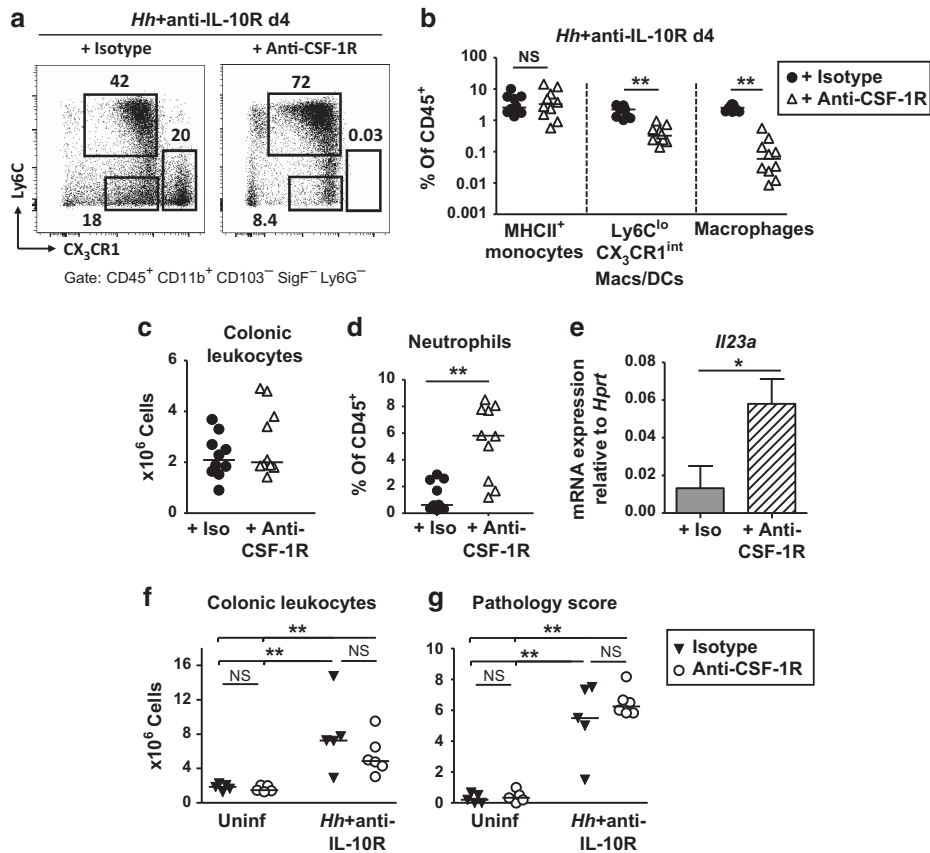 a
Hh+anti-IL-10R d4
+ Isotype
+ Anti-CSF-1R
42
72
20
0.03
18
8.4
Ly6C
CX₃CR1
Gate: CD45⁺ CD11b⁺ CD103⁻ SigF⁻ Ly6G⁻
b
Hh+anti-IL-10R d4
NS
**
**
+ Isotype
+ Anti-CSF-1R
% Of CD45⁺
100
10
1
0.1
0.01
0.001
MHCII⁺
monocytes
Ly6Cˡᵒ
CX₃CR1ⁱⁿᵗ
Macs/DCs
Macrophages
c
Colonic
leukocytes
x10⁶ Cells
6
4
2
0
+ Iso
+ Anti-
CSF-1R
d
Neutrophils
**
% Of CD45⁺
10
8
6
4
2
0
+ Iso
+ Anti-
CSF-1R
e
Il23a
*
mRNA expression
relative to Hprt
0.08
0.06
0.04
0.02
0.00
+ Iso
+ Anti-
CSF-1R
f
Colonic leukocytes
**
**
NS
NS
x10⁶ Cells
16
12
8
4
0
Uninf
Hh+anti-
IL-10R
g
Pathology score
**
**
NS
NS
10
8
6
4
2
0
Uninf
Hh+anti-
IL-10R
Isotype
Anti-CSF-1R